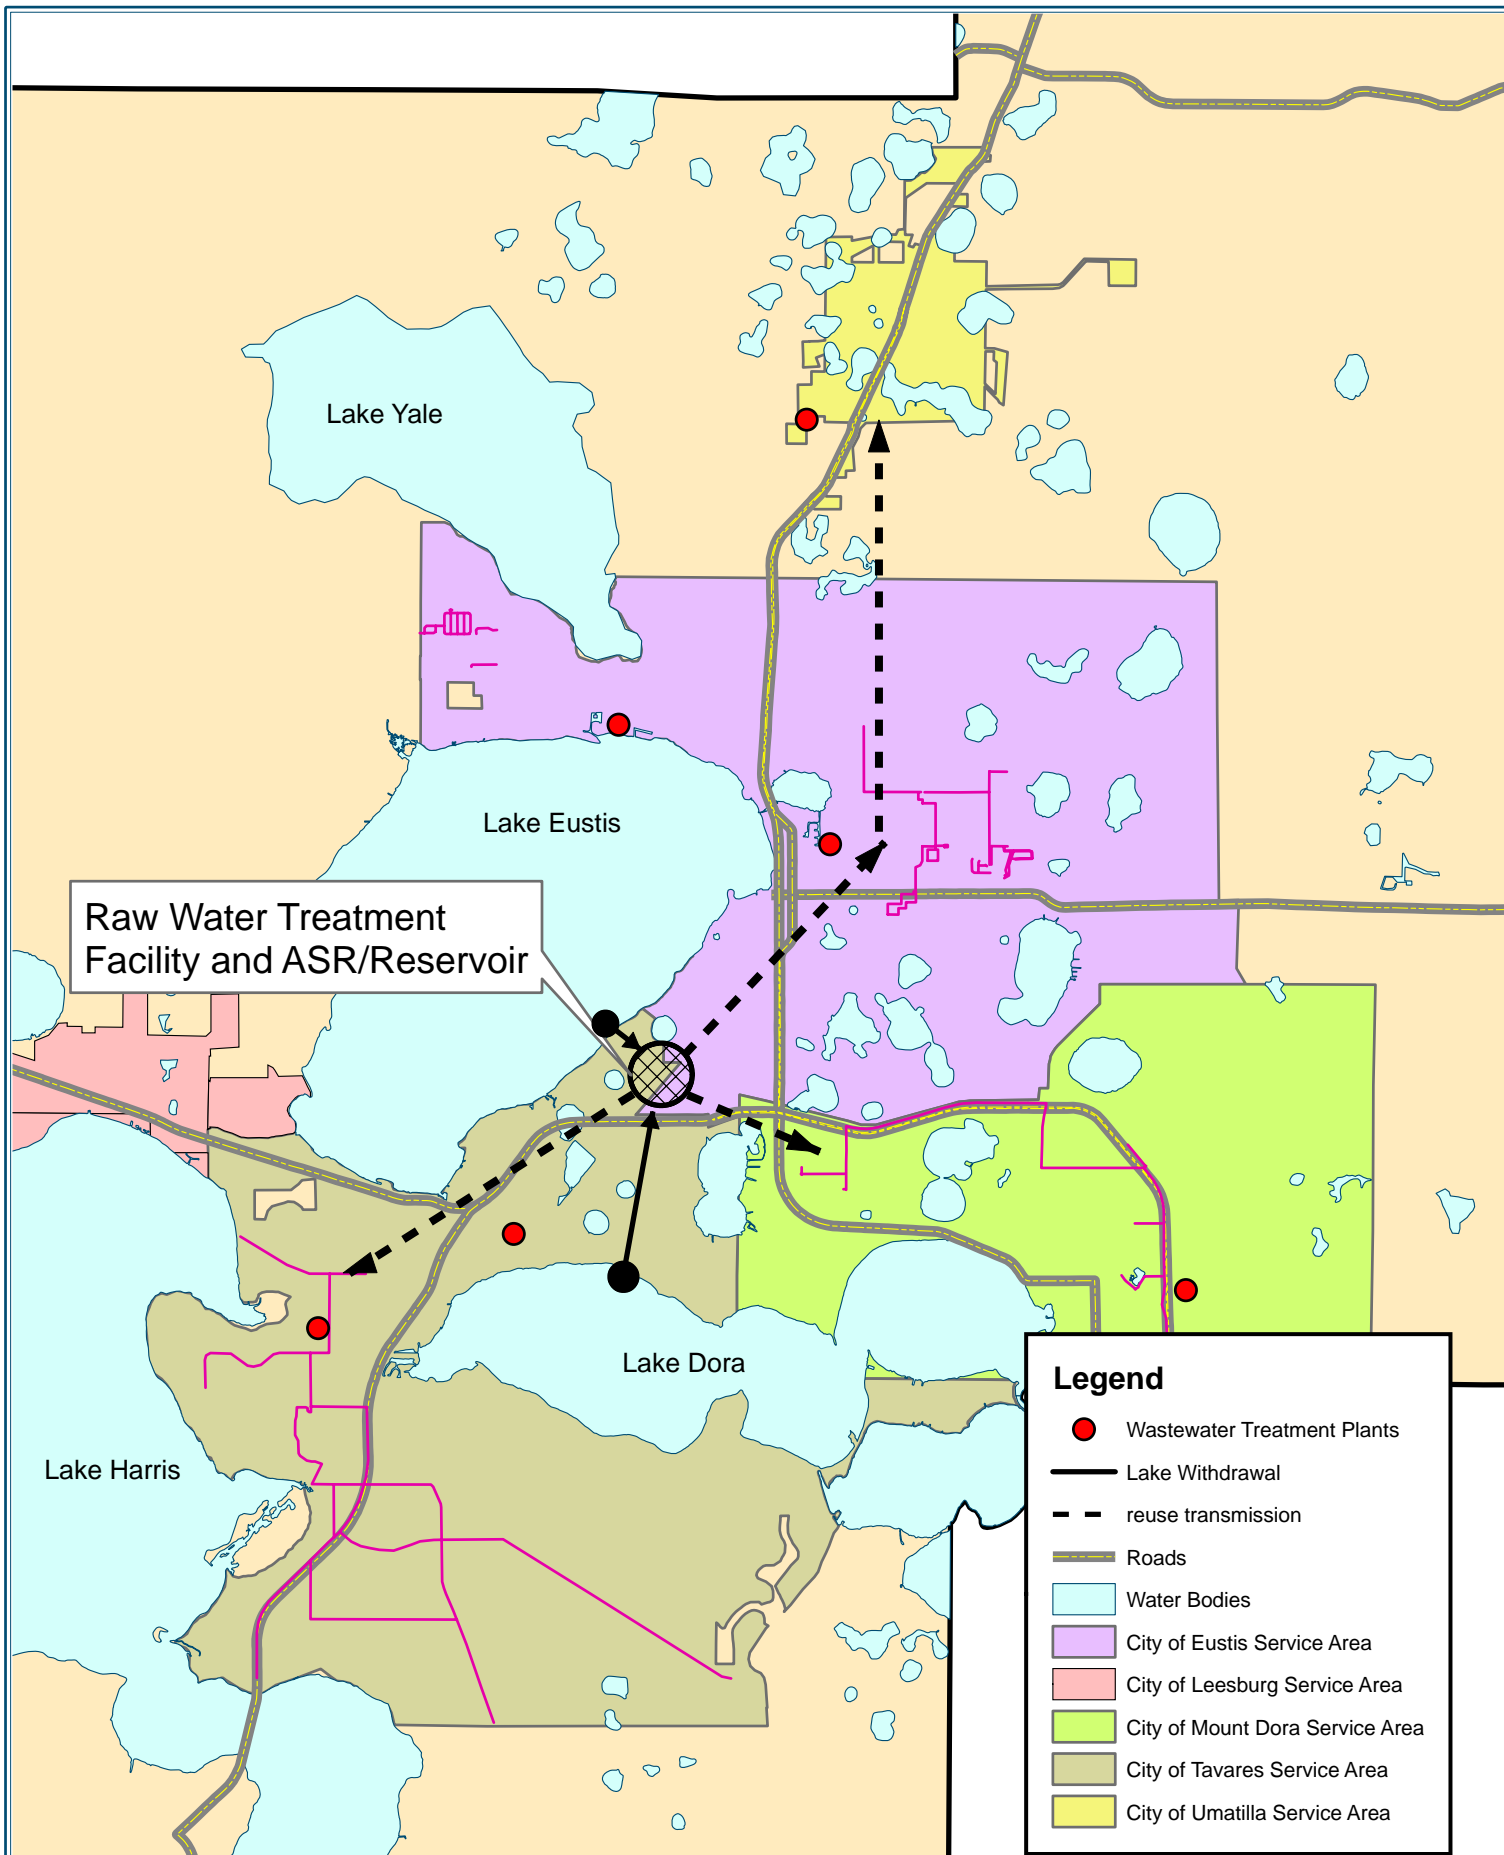 Lake Yale
Lake Eustis
Raw Water Treatment
Facility and ASR/Reservoir
Lake Dora
Lake Harris
Legend
Wastewater Treatment Plants
Lake Withdrawal
reuse transmission
Roads
Water Bodies
City of Eustis Service Area
City of Leesburg Service Area
City of Mount Dora Service Area
City of Tavares Service Area
City of Umatilla Service Area